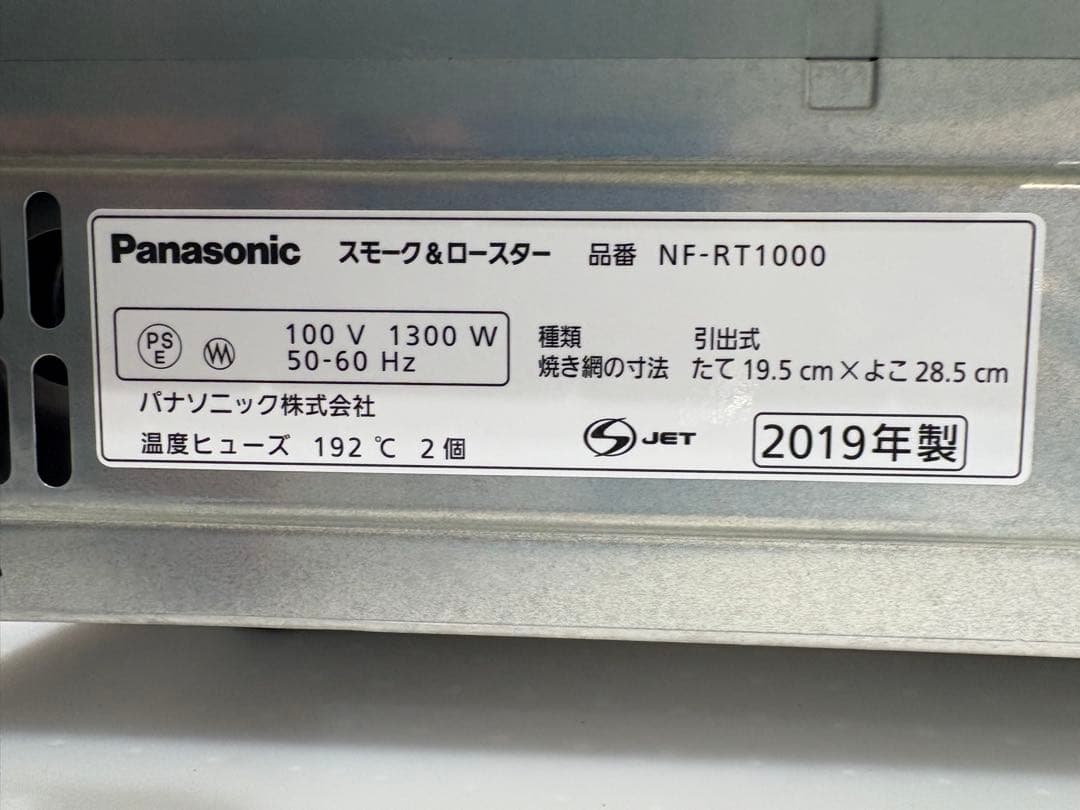 Panasonic スモーク&ロースター 品番 NF-RT1000
PS E 100 V 1300 W
50-60 Hz
種類 引出式
焼き網の寸法 たて 19.5 cm×よこ 28.5 cm
パナソニック株式会社
温度ヒューズ 192 ℃ 2個
S JET 2019年製